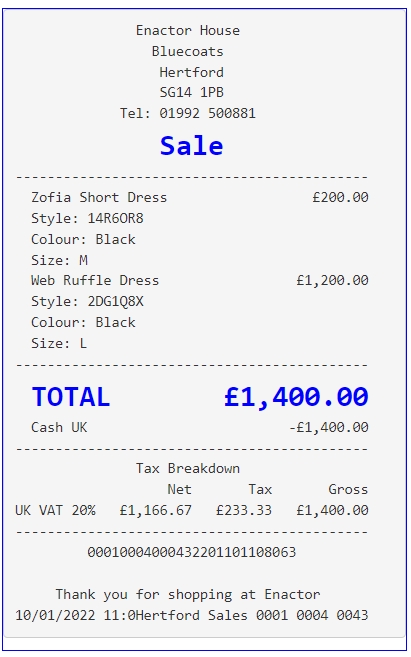 Enactor House
Bluecoats
Hertford
SG14 1PB
Tel: 01992 500881
Sale
--------------------------------------------
Zofia Short Dress £200.00
Style: 14R6OR8
Colour: Black
Size: M
Web Ruffle Dress £1,200.00
Style: 2DG1Q8X
Colour: Black
Size: L
--------------------------------------------
TOTAL £1,400.00
Cash UK -£1,400.00
--------------------------------------------
Tax Breakdown
Net Tax Gross
UK VAT 20% £1,166.67 £233.33 £1,400.00
--------------------------------------------
00010004000432201101108063
Thank you for shopping at Enactor
10/01/2022 11:0Hertford Sales 0001 0004 0043